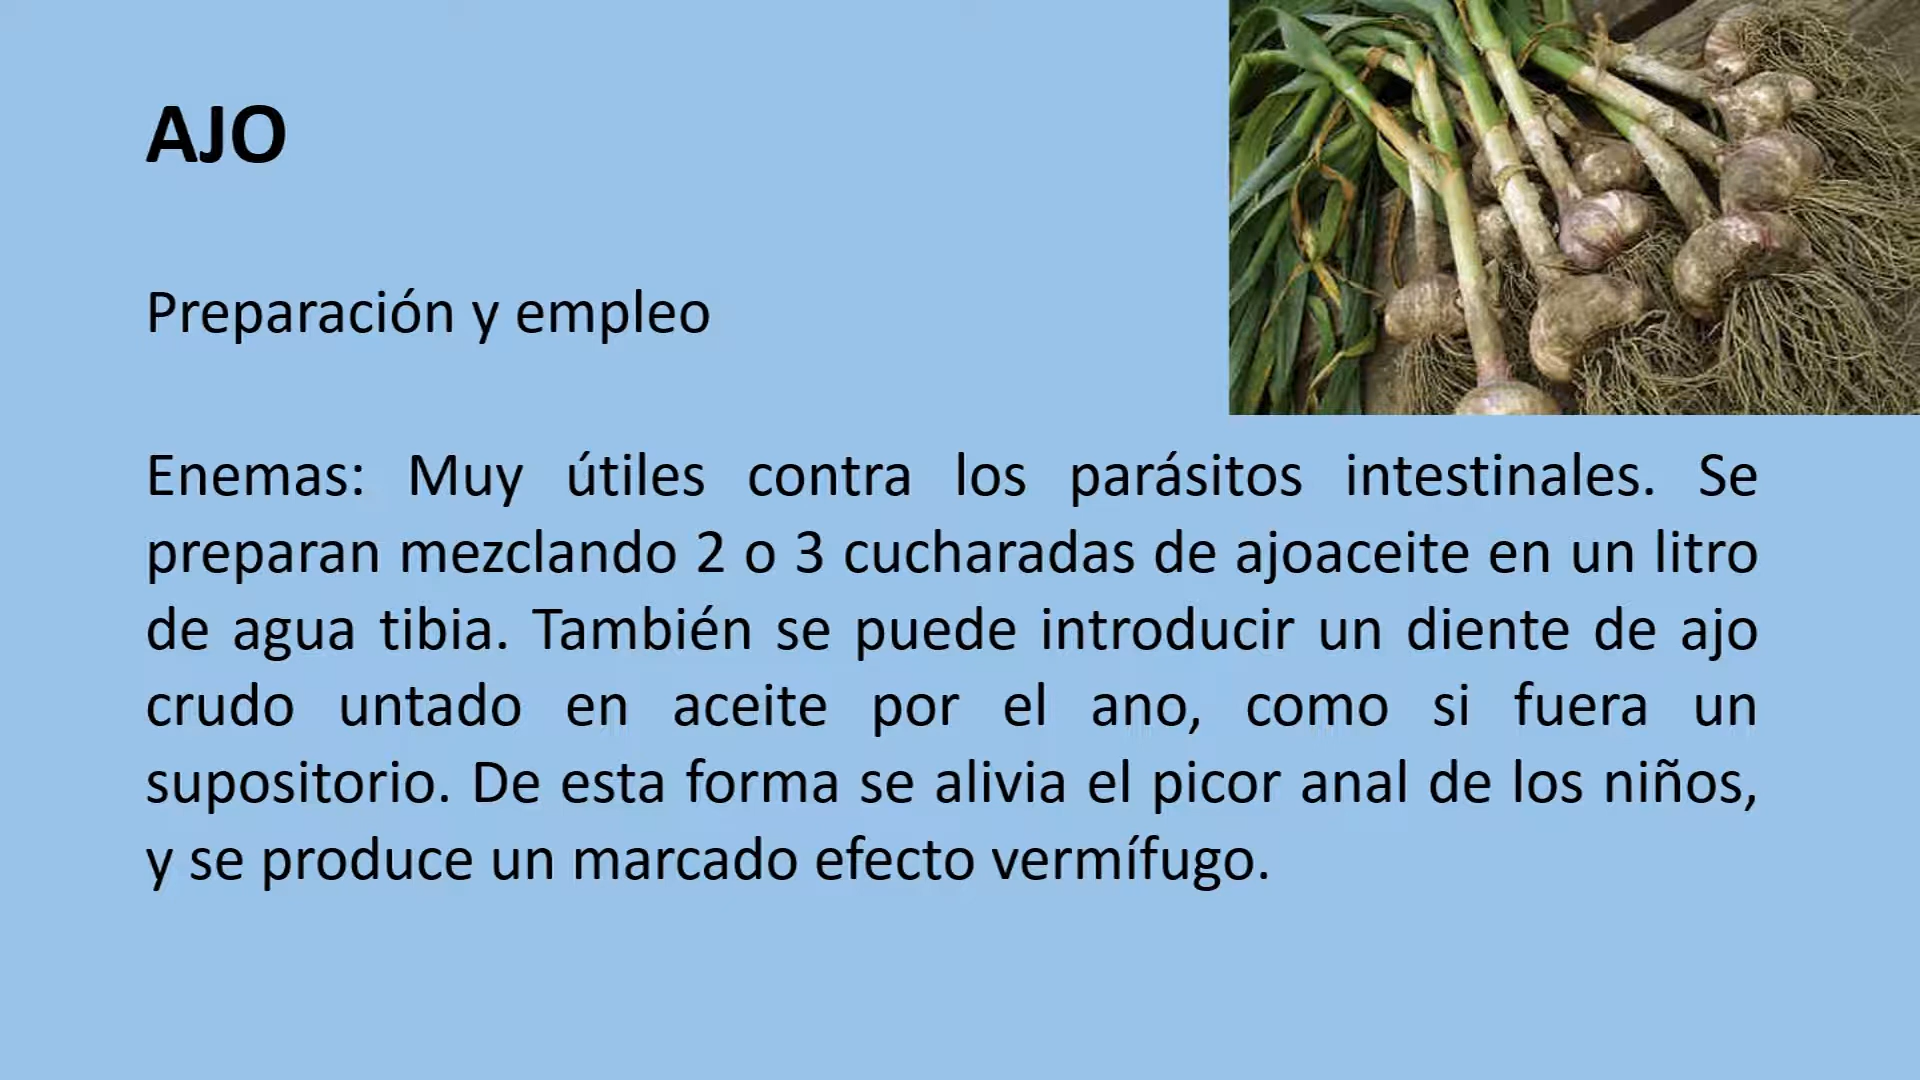 AJO
Preparación y empleo
Enemas: Muy útiles contra los parásitos intestinales. Se
preparan mezclando 2 o 3 cucharadas de ajoaceite en un litro
de agua tibia. También se puede introducir un diente de ajo
crudo untado en aceite por el ano, como si fuera un
supositorio. De esta forma se alivia el picor anal de los niños,
y se produce un marcado efecto vermífugo.